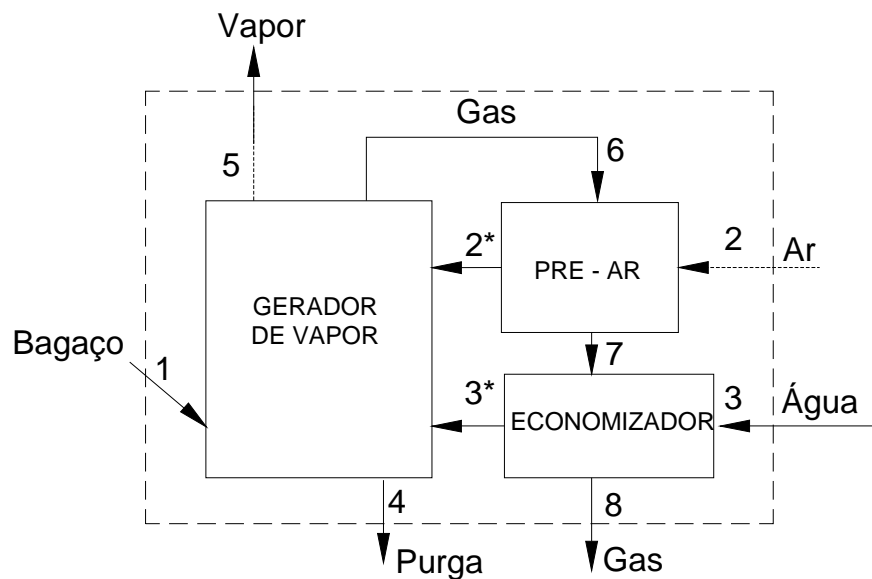 Vapor
Gas
5
6
2*
2
Ar
PRE - AR
GERADOR
DE VAPOR
Bagaço
1
7
3*
3
Água
ECONOMIZADOR
4
8
Purga
Gas